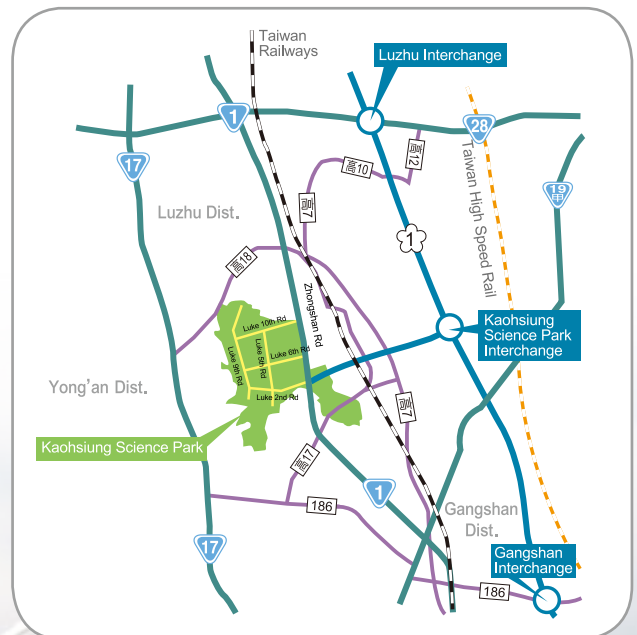 Taiwan
Railways
Luzhu Interchange
1
28
17
高12
高10
Taiwan High Speed Rail
19
甲
高7
Luzhu Dist.
1
高18
Zhongshan Rd
Kaohsiung
Science Park
Interchange
Luke 10th Rd
Luke 5th Rd
Luke 6th Rd
Luke 9th Rd
Luke 2nd Rd
Yong'an Dist.
高7
Kaohsiung Science Park
高17
1
186
Gangshan
Dist.
17
Gangshan
Interchange
186